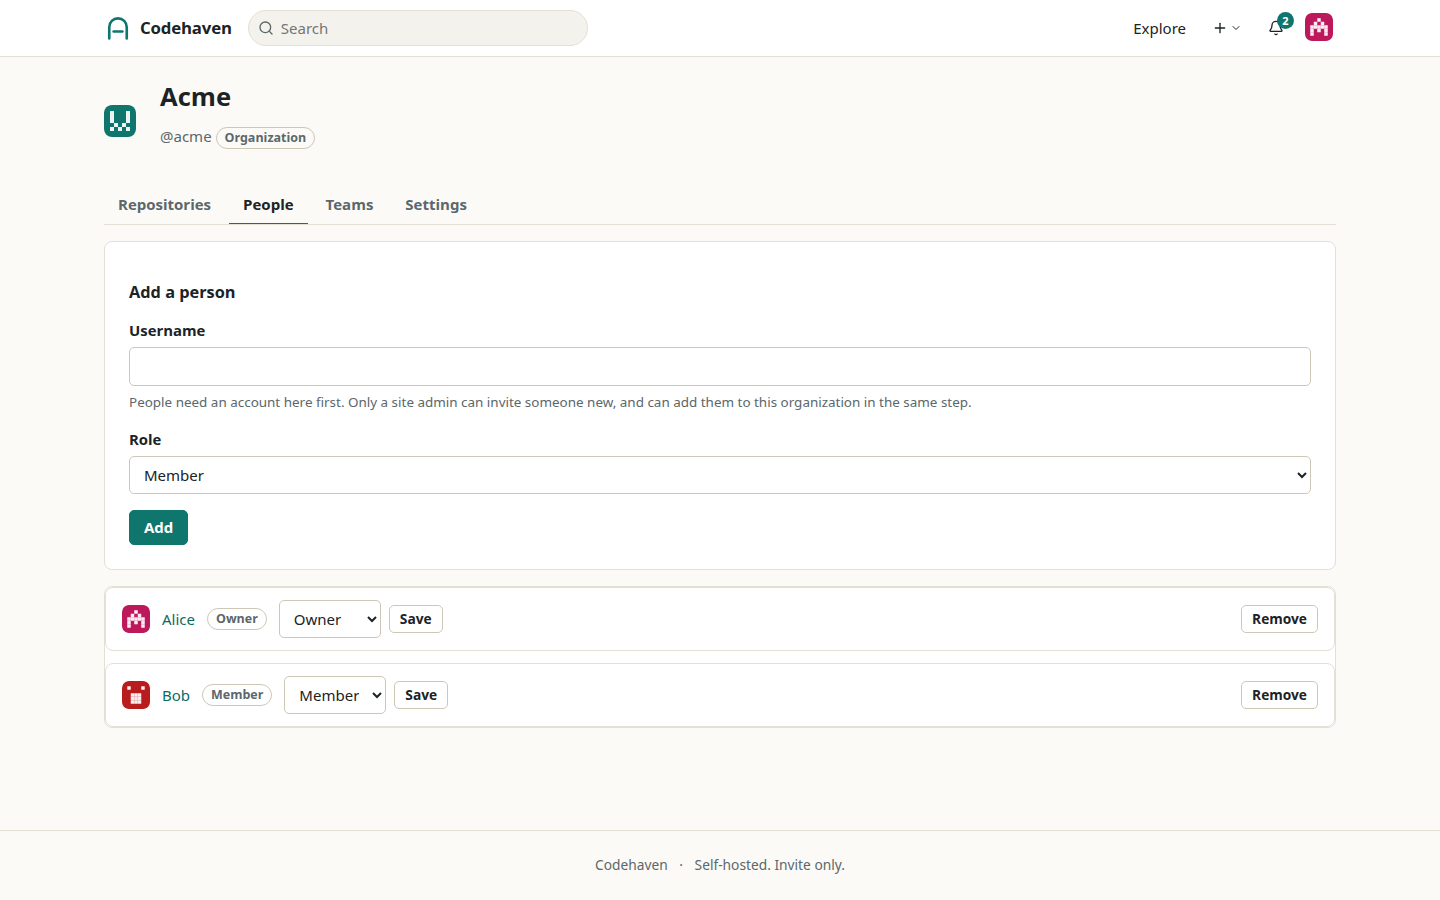 Codehaven
Search
Explore
2
Acme
@acme Organization
Repositories People Teams Settings
Add a person
Username
People need an account here first. Only a site admin can invite someone new, and can add them to this organization in the same step.
Role
Member
Add
Alice Owner Owner Save Remove
Bob Member Member Save Remove
Codehaven · Self-hosted. Invite only.